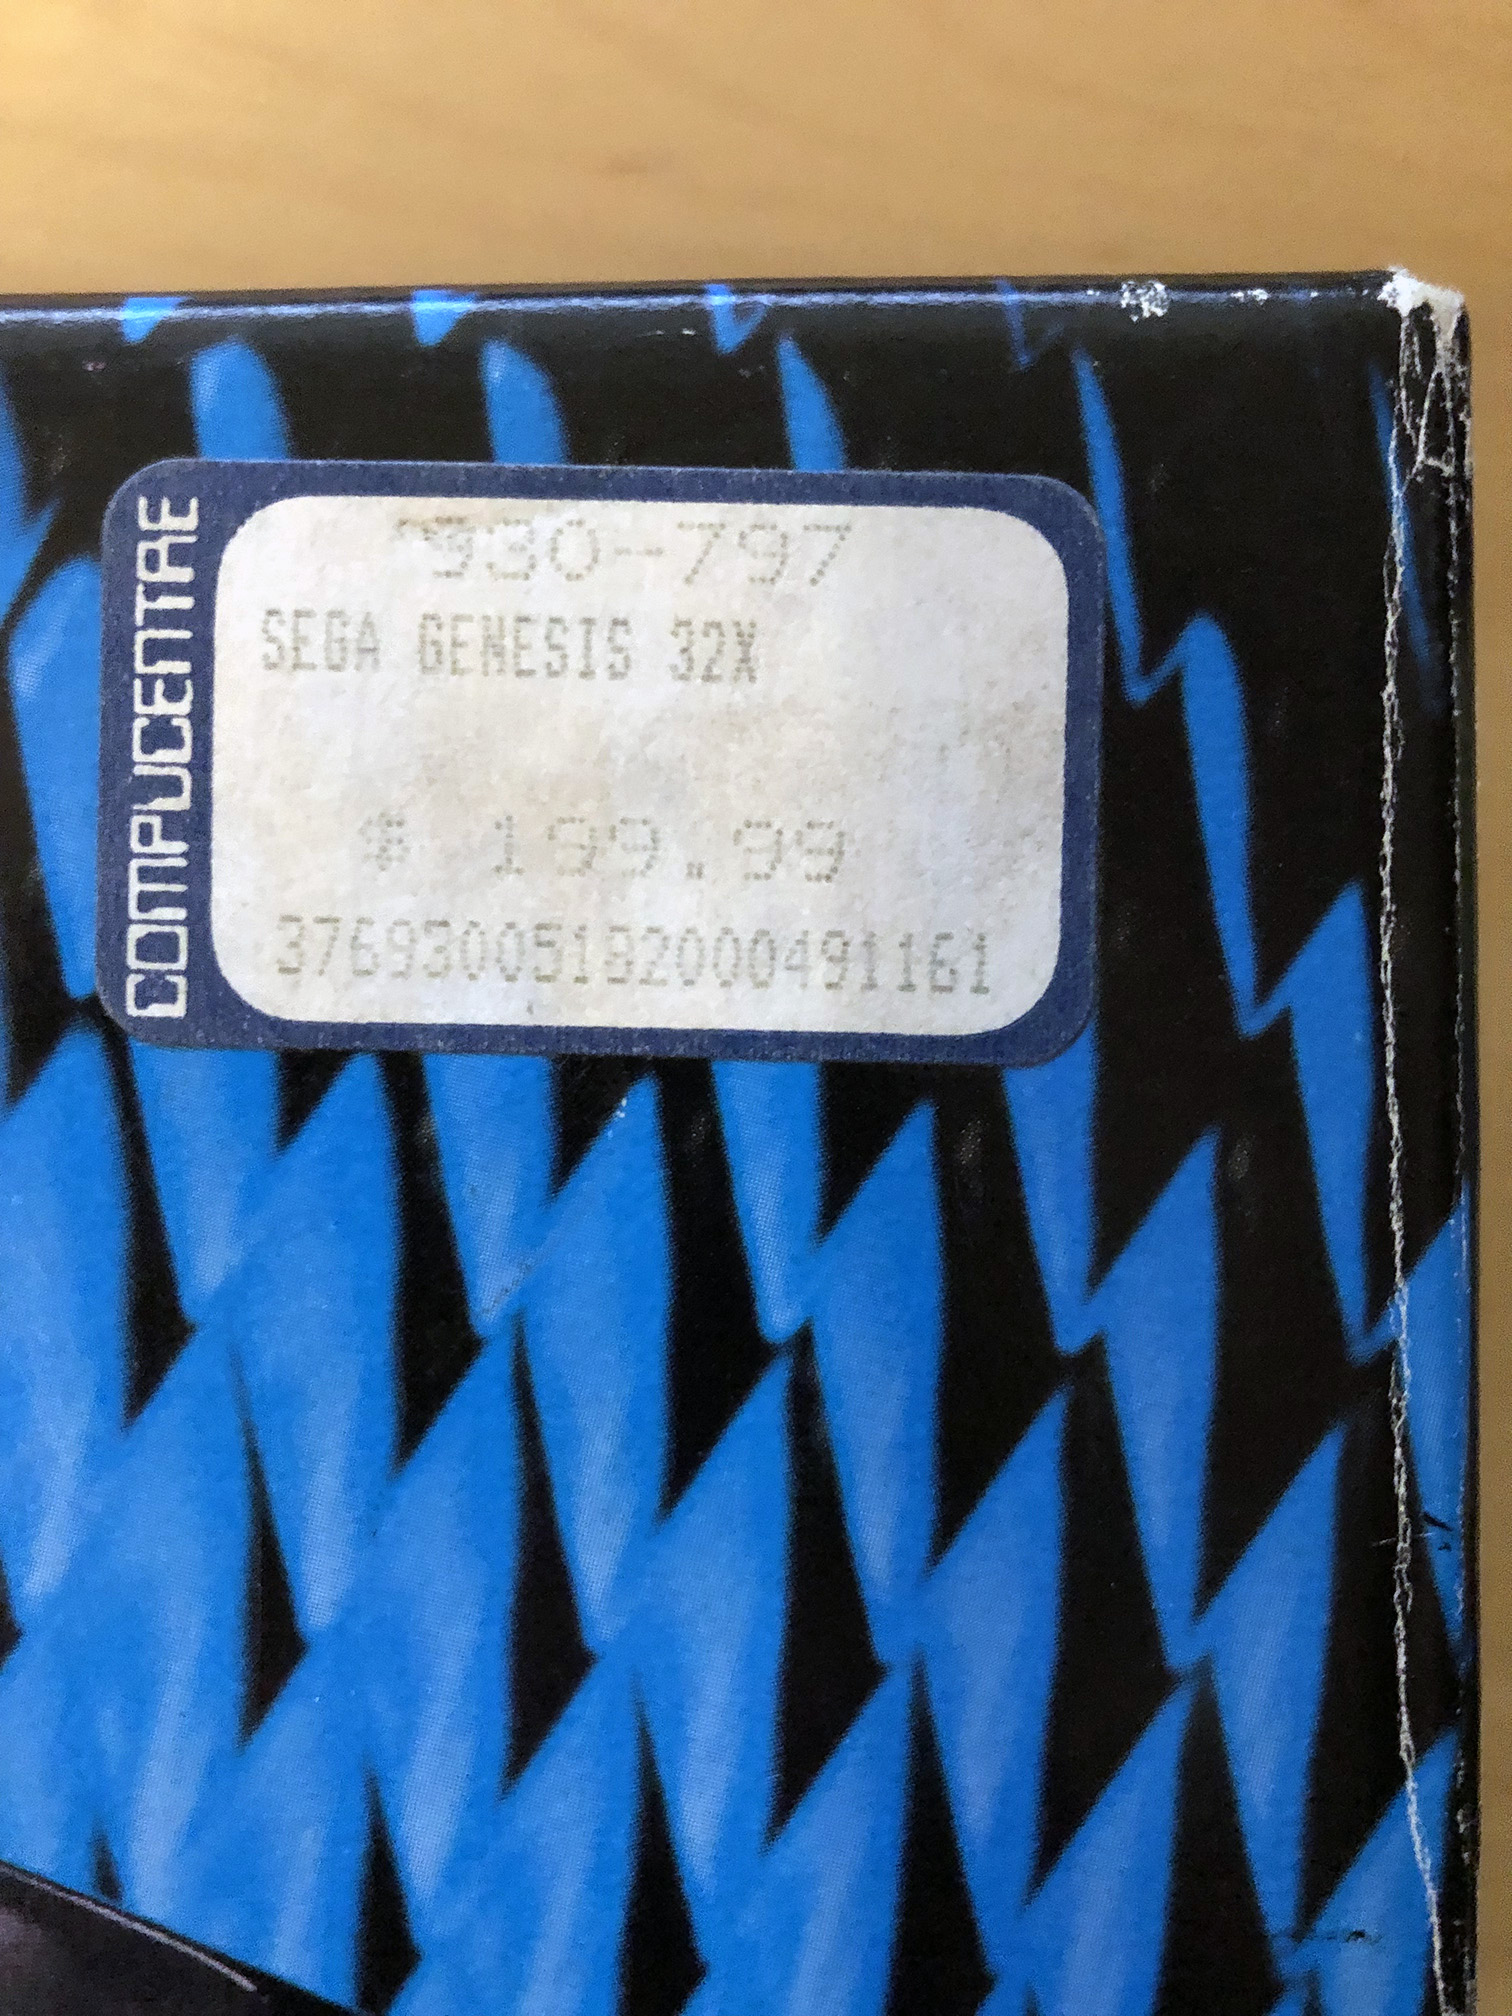 COMPUCENTRE
930-797
SEGA GENESIS 32X
$ 199.99
37693005192000491161